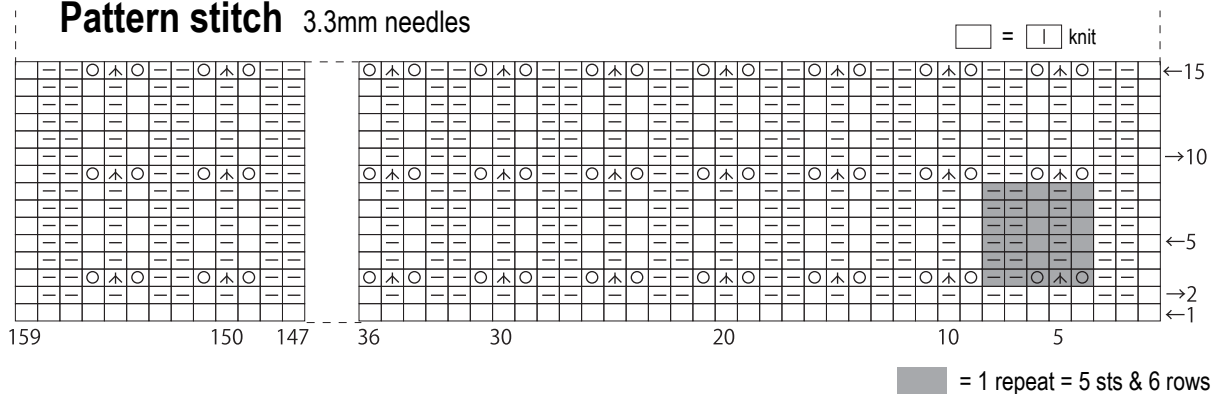 Pattern stitch 3.3mm needles
= | knit
←15
→10
←5
→2
←1
159 150 147 36 30 20 10 5
= 1 repeat = 5 sts & 6 rows